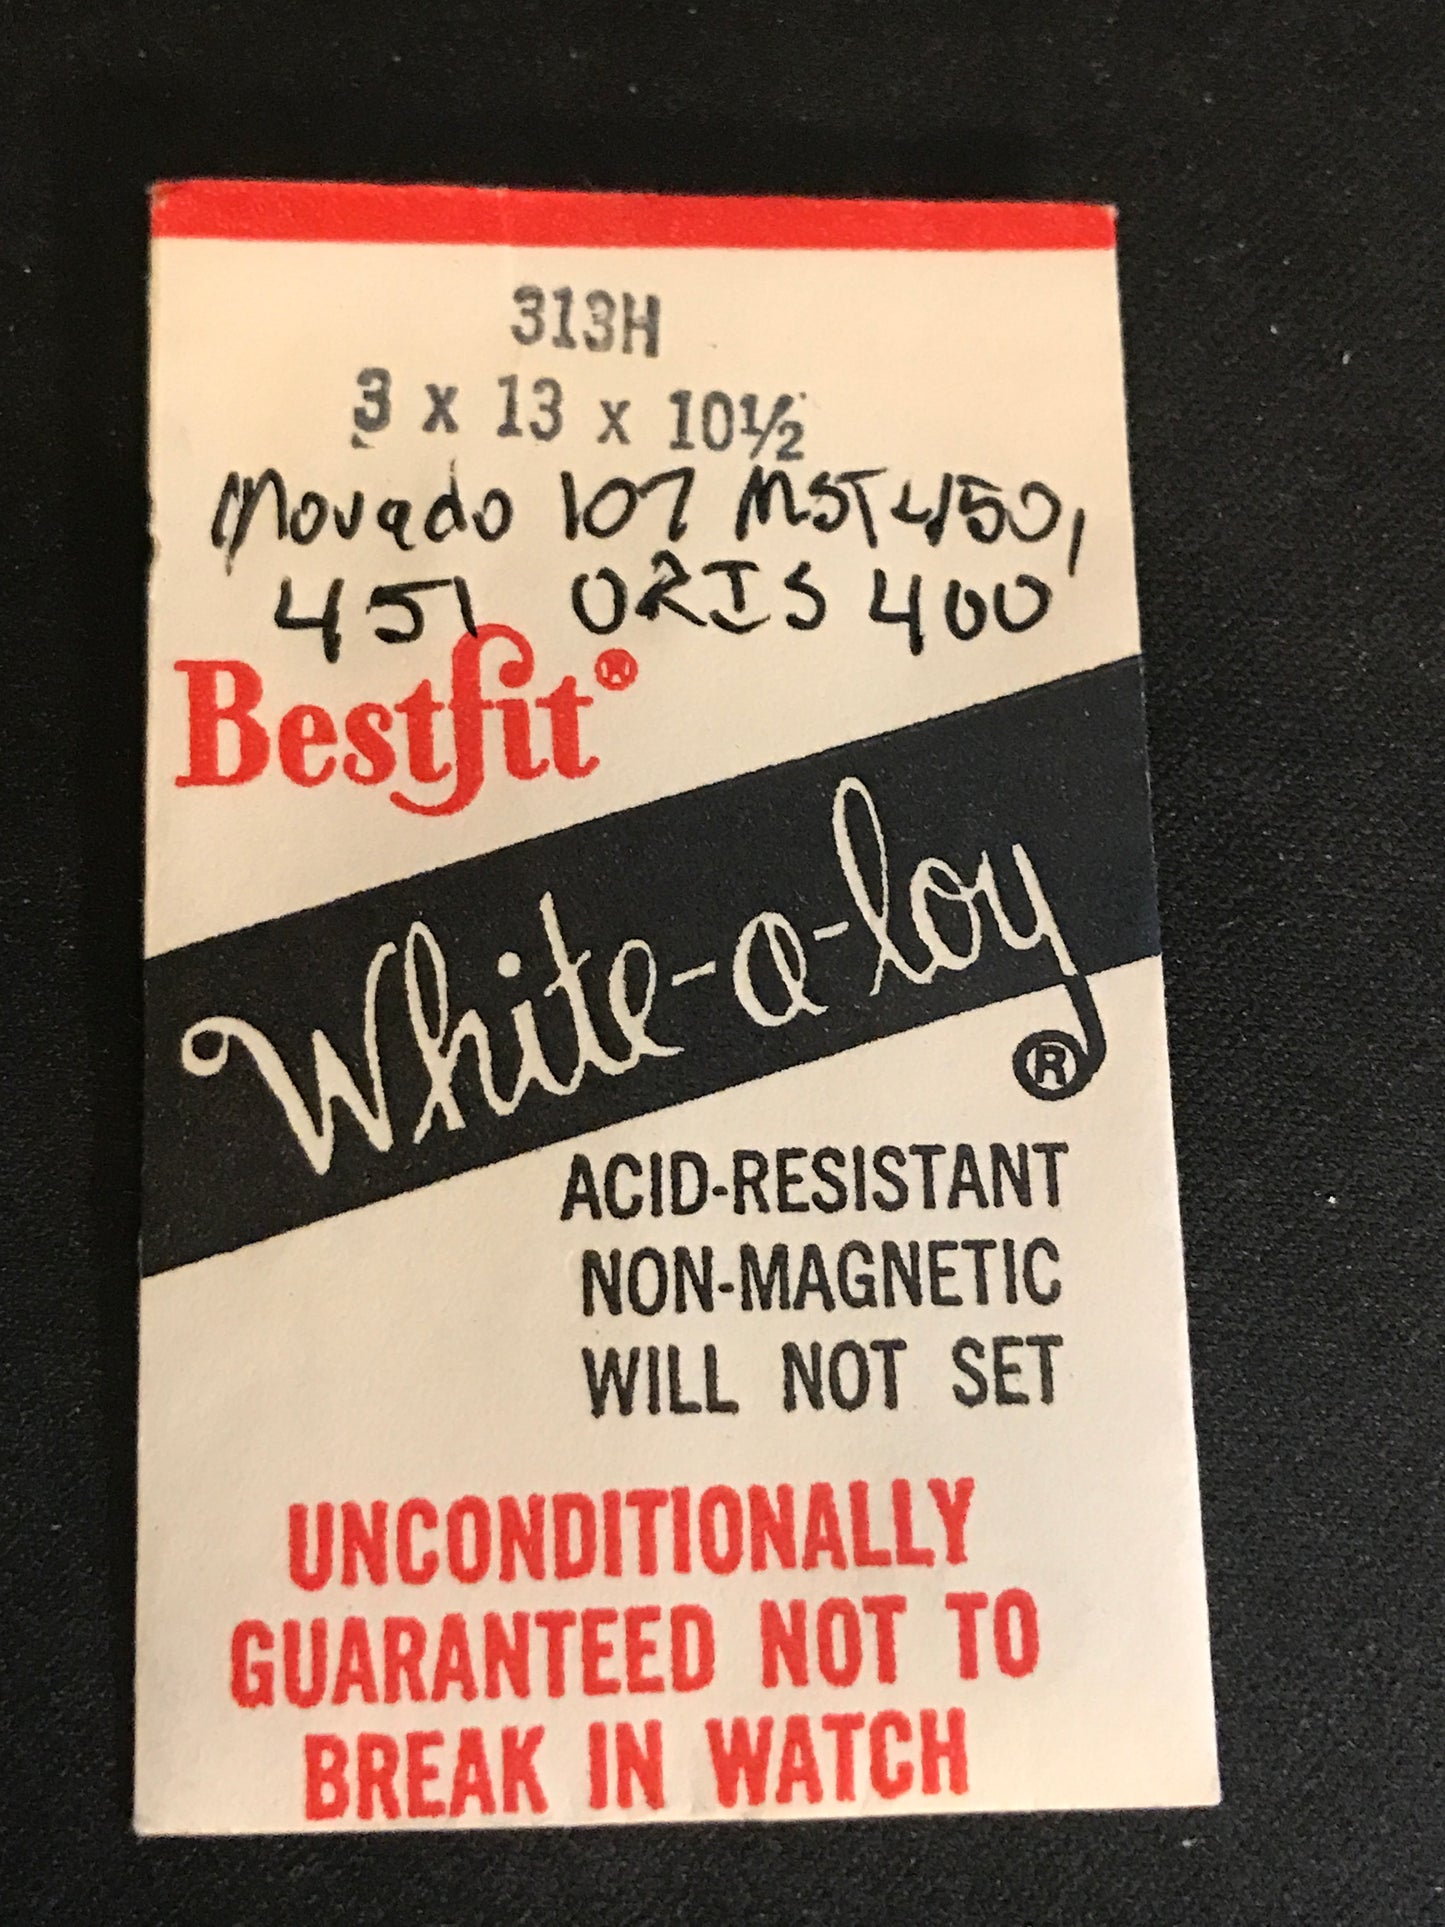 313H
3 x 13 x 10½
Movado 107 MST 450,
451 ORIS 400
Bestfit®
White-a-loy
®
ACID-RESISTANT
NON-MAGNETIC
WILL NOT SET
UNCONDITIONALLY
GUARANTEED NOT TO
BREAK IN WATCH